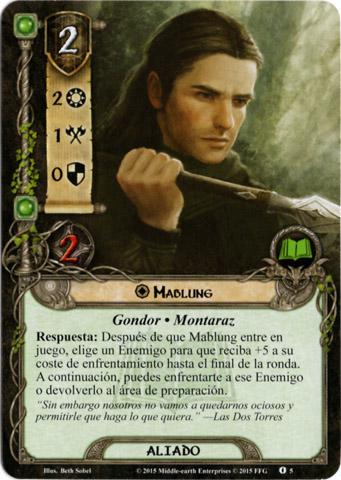 2
2
1
0
2
Mablung
Gondor • Montaraz
Respuesta: Después de que Mablung entre en
juego, elige un Enemigo para que reciba +5 a su
coste de enfrentamiento hasta el final de la ronda.
A continuación, puedes enfrentarte a ese Enemigo
o devolverlo al área de preparación.
“Sin embargo nosotros no vamos a quedarnos ociosos y
permitirle que haga lo que quiera.” —Las Dos Torres
ALIADO
Illus. Beth Sobel © 2015 Middle-earth Enterprises © 2015 FFG 5